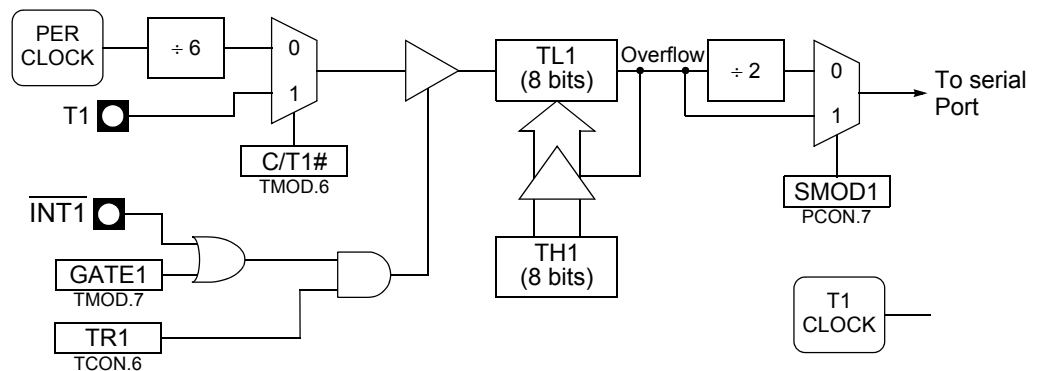 PER
CLOCK
÷ 6
0
1
T1
C/T1#
TMOD.6
INT1
GATE1
TMOD.7
TR1
TCON.6
TL1
(8 bits)
Overflow
TH1
(8 bits)
÷ 2
0
1
To serial
Port
SMOD1
PCON.7
T1
CLOCK